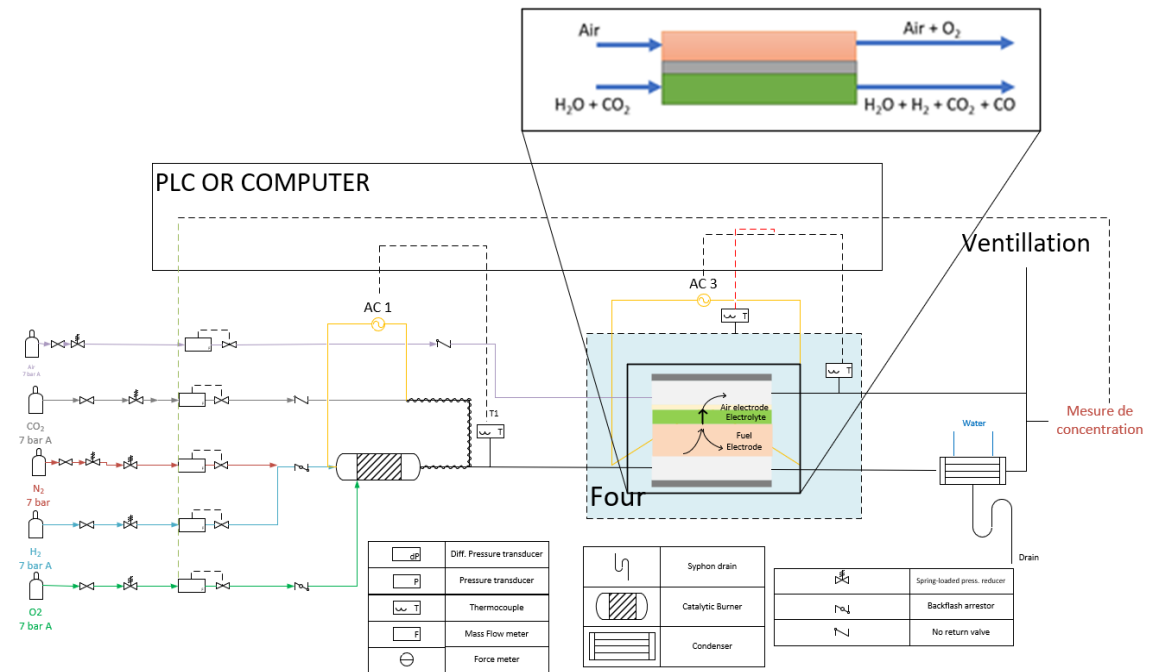 Air
Air + O₂
H₂O + CO₂
H₂O + H₂ + CO₂ + CO
PLC OR COMPUTER
Ventillation
AC 1
AC 3
T
T
Air
7 bar A
CO₂
7 bar A
T1
T
Air electrode
Electrolyte
Fuel
Electrode
Mesure de
concentration
Water
N₂
7 bar
Four
H₂
7 bar A
Drain
O2
7 bar A
dP
Diff. Pressure transducer
P
Pressure transducer
T
Thermocouple
F
Mass Flow meter
Force meter
Syphon drain
Catalytic Burner
Condenser
Spring-loaded press. reducer
Backflash arrestor
No return valve